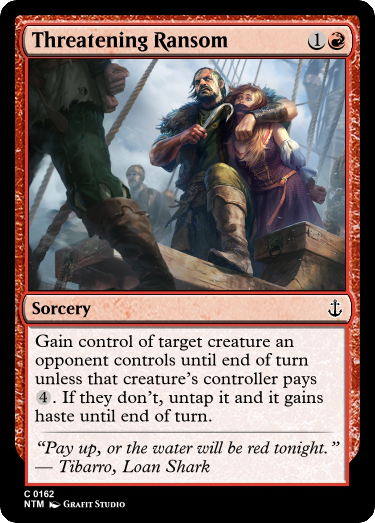 Threatening Ransom 1
Sorcery
Gain control of target creature an
opponent controls until end of turn
unless that creature's controller pays
4. If they don't, untap it and it gains
haste until end of turn.
“Pay up, or the water will be red tonight.”
— Tibarro, Loan Shark
C 0162
NTM Grafit Studio